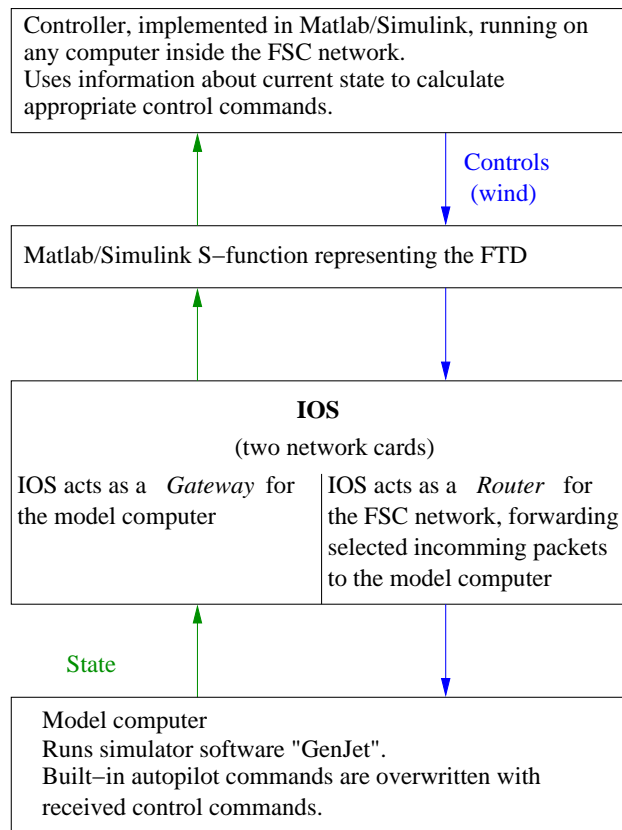 Controller, implemented in Matlab/Simulink, running on
any computer inside the FSC network.
Uses information about current state to calculate
appropriate control commands.
Controls
(wind)
Matlab/Simulink S−function representing the FTD
IOS
(two network cards)
IOS acts as a Gateway for
the model computer
IOS acts as a Router for
the FSC network, forwarding
selected incomming packets
to the model computer
State
Model computer
Runs simulator software "GenJet".
Built−in autopilot commands are overwritten with
received control commands.